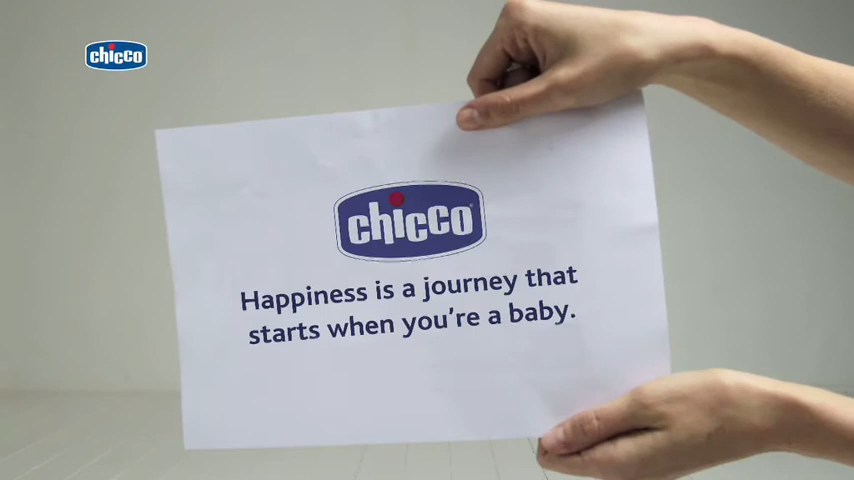 chicco
chicco
Happiness is a journey that
starts when you're a baby.